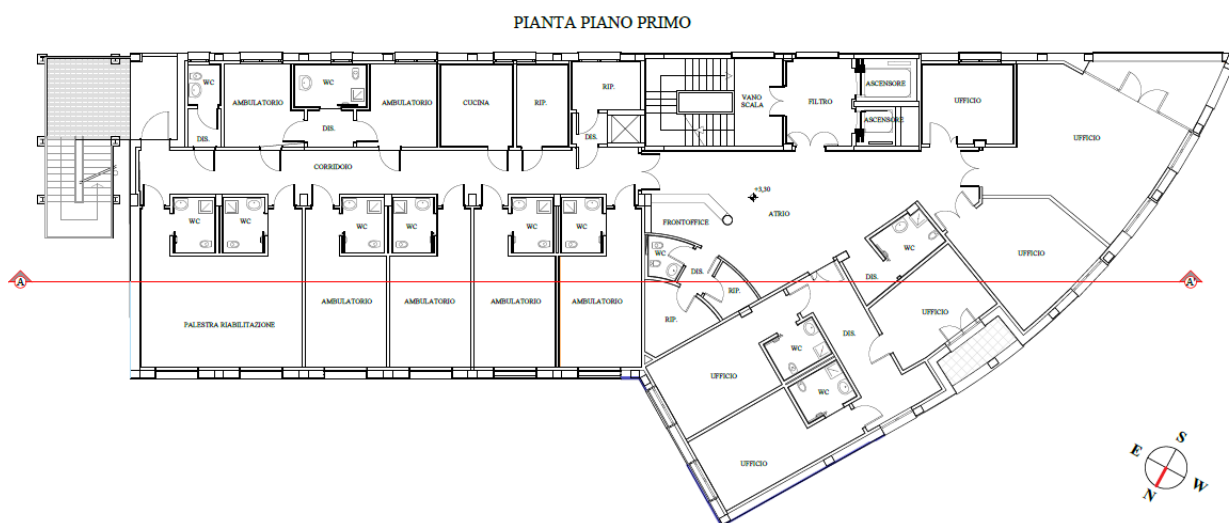 PIANTA PIANO PRIMO
WC
AMBULATORIO
WC
AMBULATORIO
CUCINA
RIP.
RIP.
VANO
SCALA
FILTRO
ASCENSORE
ASCENSORE
UFFICIO
UFFICIO
DIS.
DIS.
DIS.
CORRIDOIO
+3,30
ATRIO
FRONTOFFICE
WC
WC
WC
WC
WC
WC
WC
WC
UFFICIO
DIS.
DIS.
RIP.
A
A'
PALESTRA RIABILITAZIONE
AMBULATORIO
AMBULATORIO
AMBULATORIO
AMBULATORIO
RIP.
UFFICIO
DIS.
WC
UFFICIO
WC
UFFICIO
S
E
W
N